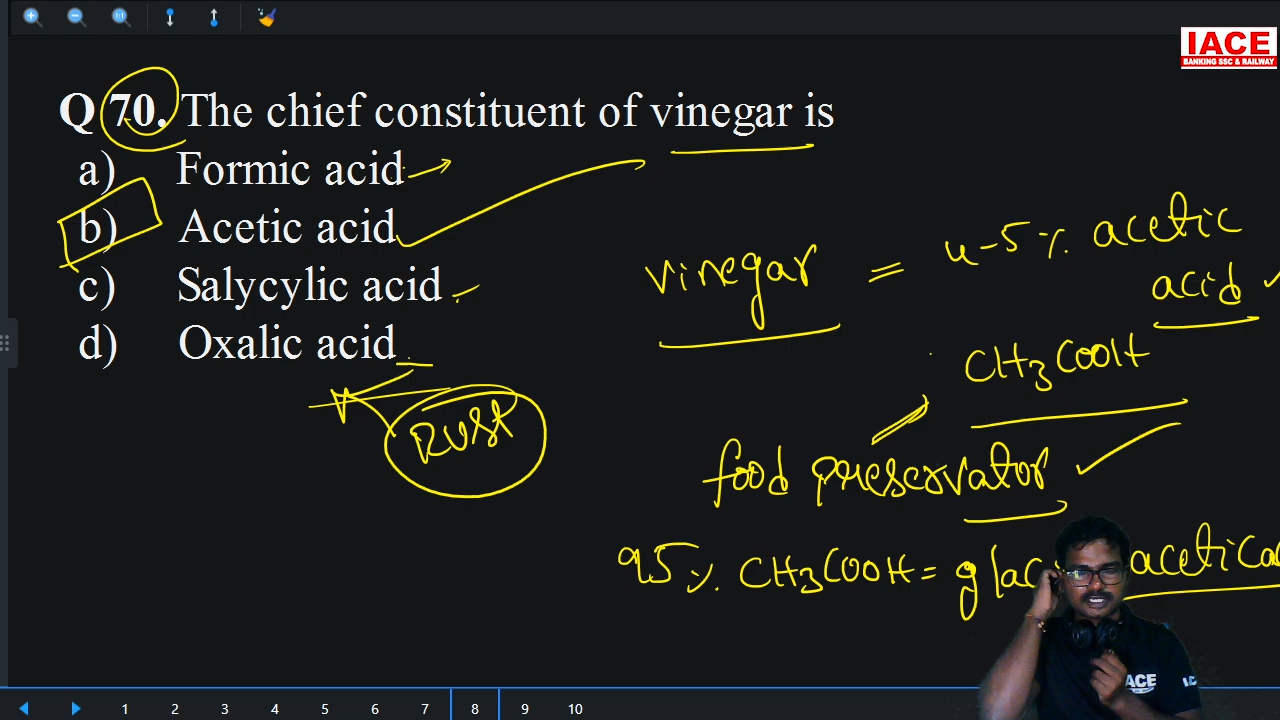 IACE
BANKING SSC & RAILWAY
Q 70. The chief constituent of vinegar is
a) Formic acid
b) Acetic acid
c) Salycylic acid
d) Oxalic acid
Rust
vinegar = 4-5% acetic
acid
CH3COOH
food preservator
95% CH3COOH =
IACE
1 2 3 4 5 6 7 8 9 10